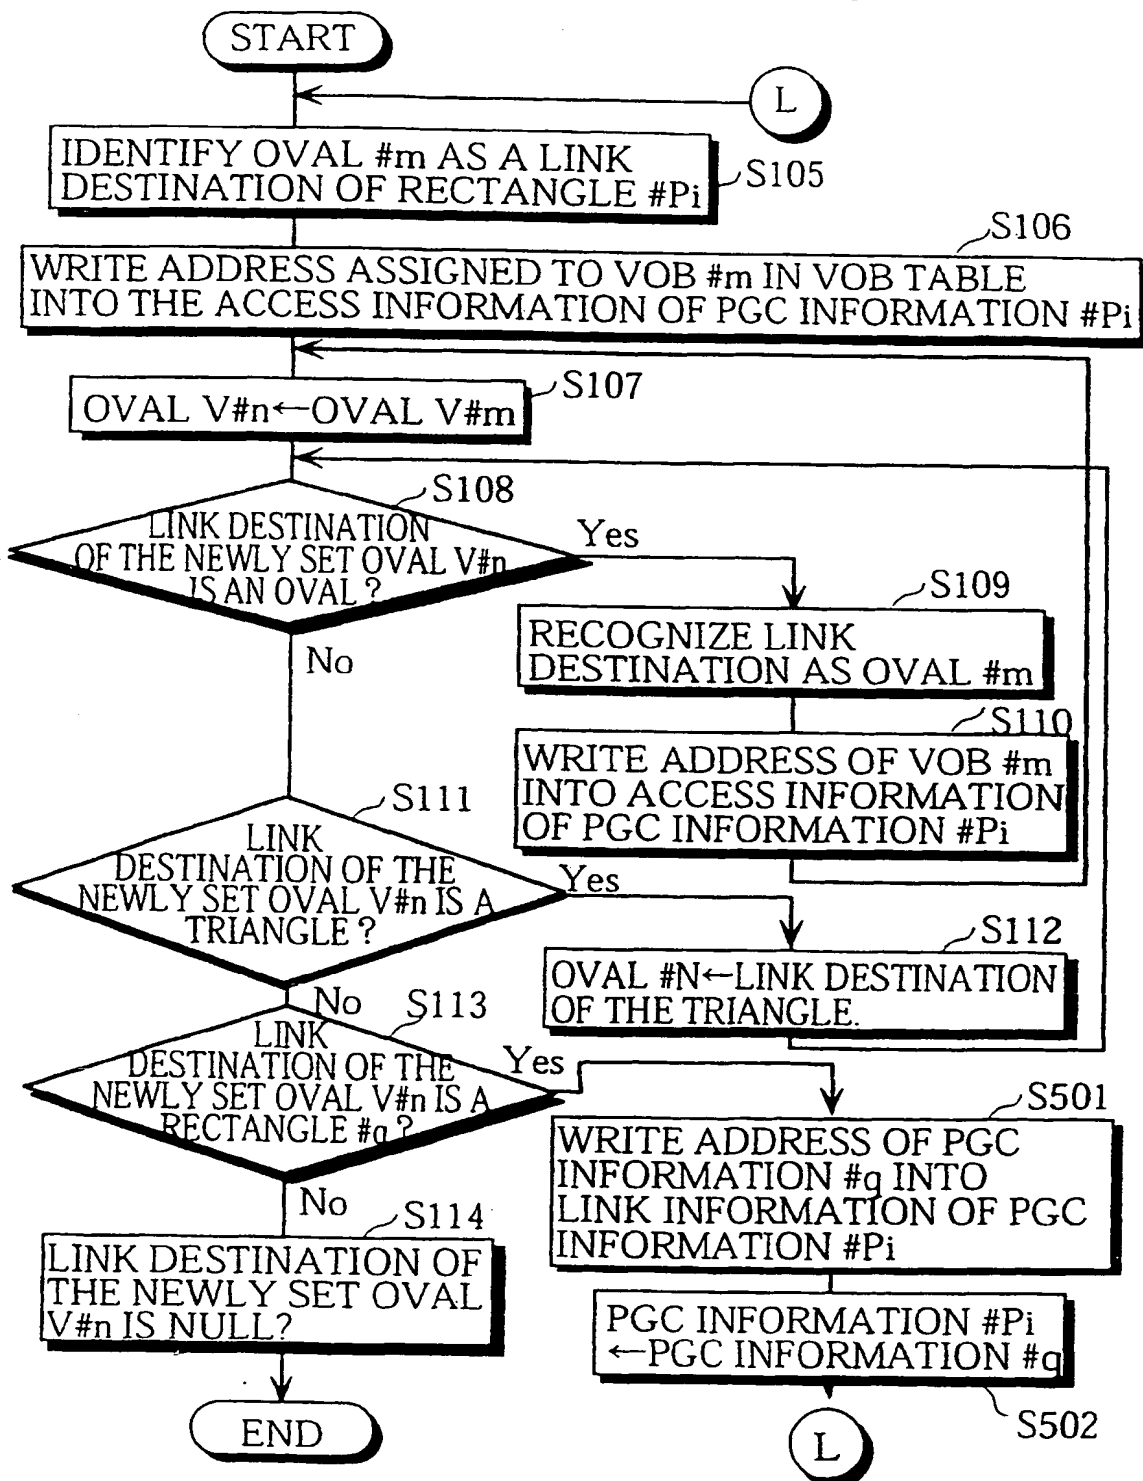 START
L
IDENTIFY OVAL #m AS A LINK
DESTINATION OF RECTANGLE #Pi
S105
S106
WRITE ADDRESS ASSIGNED TO VOB #m IN VOB TABLE
INTO THE ACCESS INFORMATION OF PGC INFORMATION #Pi
S107
OVAL V#n←OVAL V#m
S108
LINK DESTINATION
OF THE NEWLY SET OVAL V#n
IS AN OVAL ?
Yes
No
S109
RECOGNIZE LINK
DESTINATION AS OVAL #m
S110
WRITE ADDRESS OF VOB #m
INTO ACCESS INFORMATION
OF PGC INFORMATION #Pi
S111
LINK
DESTINATION OF THE
NEWLY SET OVAL V#n IS A
TRIANGLE ?
Yes
No
S112
OVAL #N←LINK DESTINATION
OF THE TRIANGLE.
S113
LINK
DESTINATION OF THE
NEWLY SET OVAL V#n IS A
RECTANGLE #q ?
Yes
No
S501
WRITE ADDRESS OF PGC
INFORMATION #q INTO
LINK INFORMATION OF PGC
INFORMATION #Pi
S114
LINK DESTINATION OF
THE NEWLY SET OVAL
V#n IS NULL?
PGC INFORMATION #Pi
←PGC INFORMATION #q
S502
END
L